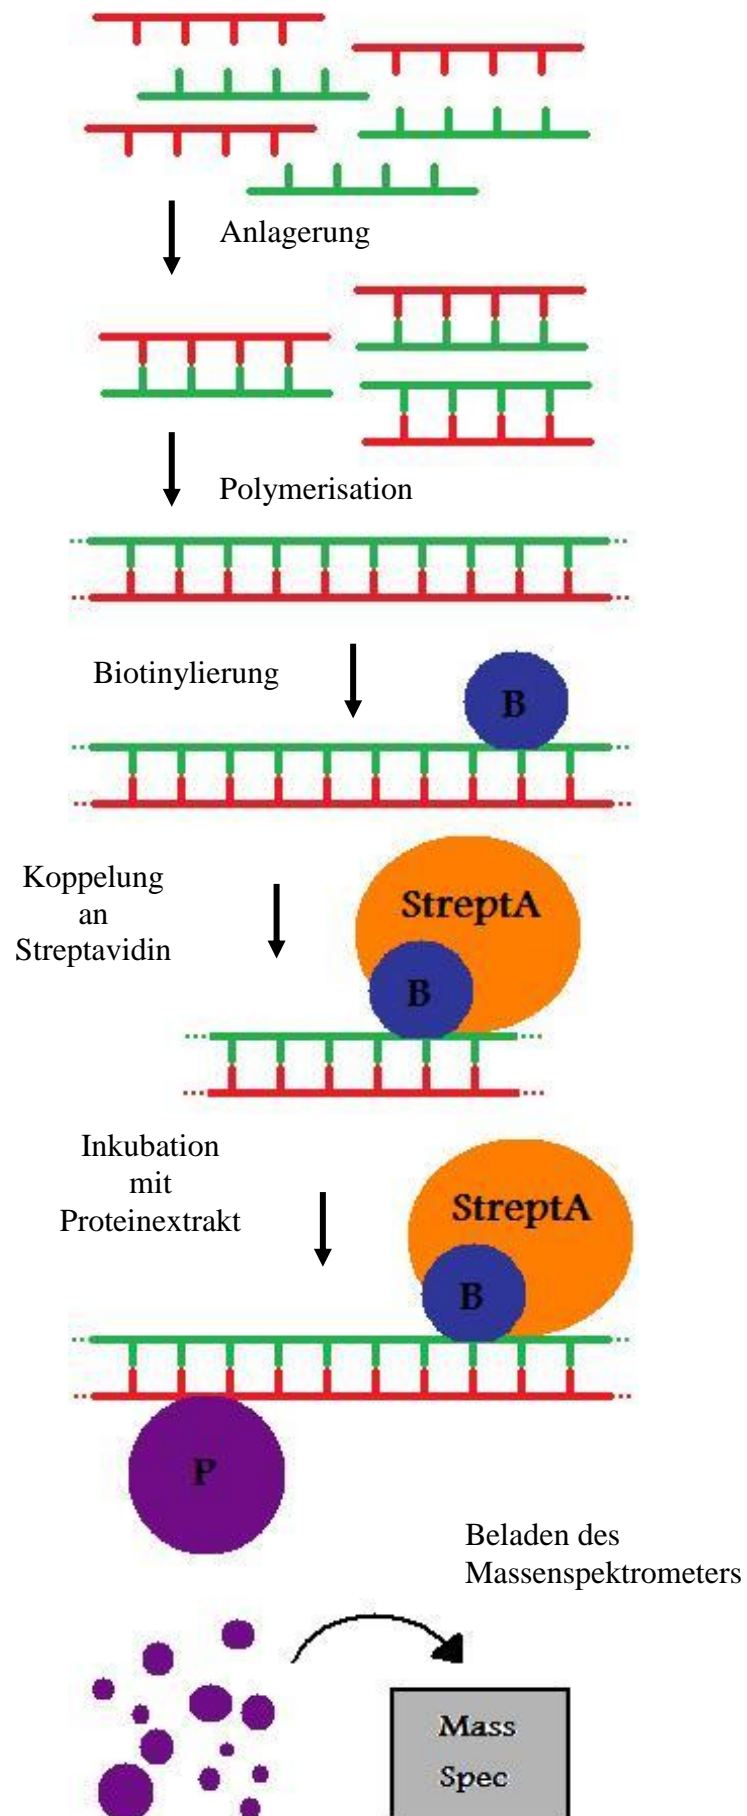 Anlagerung
Polymerisation
Biotinylierung
B
Koppelung
an
Streptavidin
StreptA
B
Inkubation
mit
Proteinextrakt
StreptA
B
P
Beladen des
Massenspektrometers
Mass
Spec